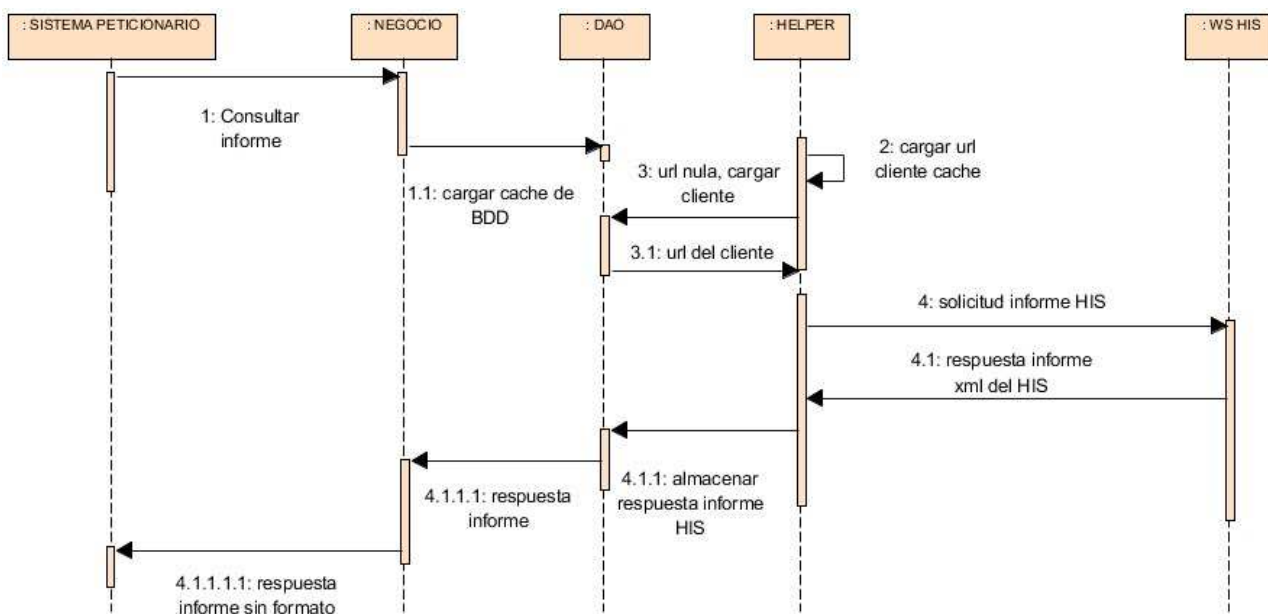 : SISTEMA PETICIONARIO
: NEGOCIO
: DAO
: HELPER
: WS HIS
1: Consultar
informe
1.1: cargar cache de
BDD
2: cargar url
cliente cache
3: url nula, cargar
cliente
3.1: url del cliente
4: solicitud informe HIS
4.1: respuesta informe
xml del HIS
4.1.1: almacenar
respuesta informe
HIS
4.1.1.1: respuesta
informe
4.1.1.1.1: respuesta
informe sin formato